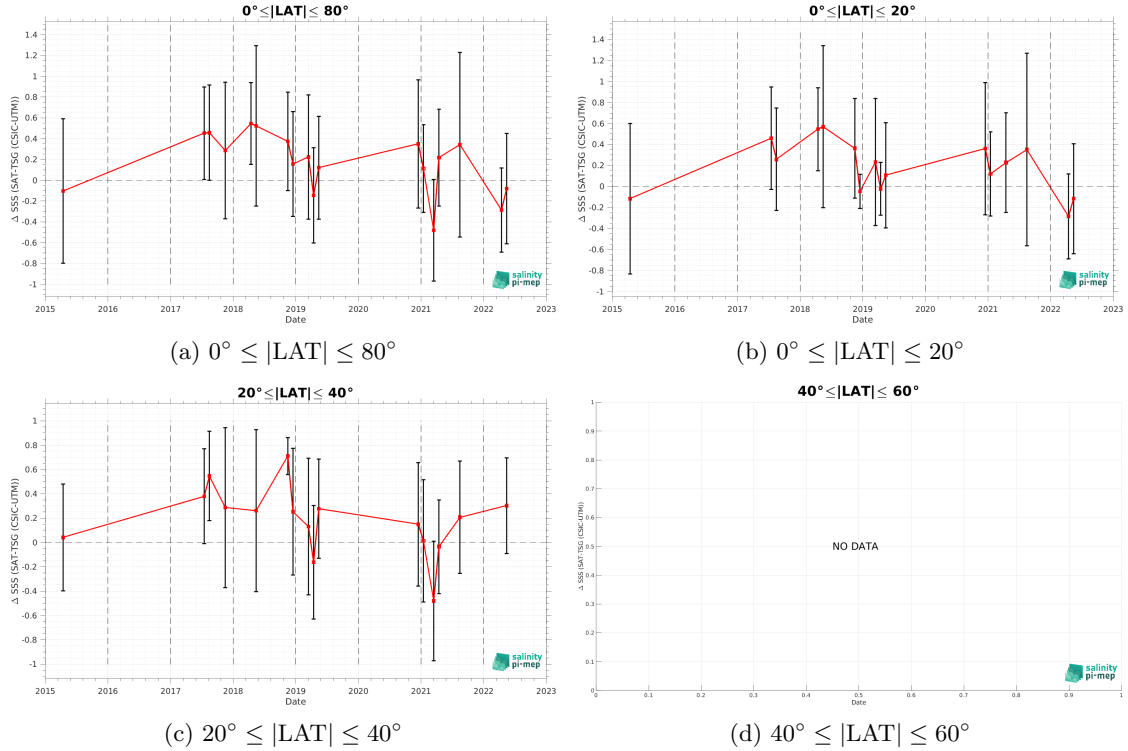 0°≤|LAT|≤ 80°
Δ SSS (SAT-TSG (CSIC-UTM))
1.4
1.2
1
0.8
0.6
0.4
0.2
0
-0.2
-0.4
-0.6
-0.8
-1
2015 2016 2017 2018 2019 2020 2021 2022 2023
Date
salinity
pi-mep
(a) 0° ≤ |LAT| ≤ 80°
0°≤|LAT|≤ 20°
Δ SSS (SAT-TSG (CSIC-UTM))
1.4
1.2
1
0.8
0.6
0.4
0.2
0
-0.2
-0.4
-0.6
-0.8
-1
2015 2016 2017 2018 2019 2020 2021 2022 2023
Date
salinity
pi-mep
(b) 0° ≤ |LAT| ≤ 20°
20°≤|LAT|≤ 40°
Δ SSS (SAT-TSG (CSIC-UTM))
1
0.8
0.6
0.4
0.2
0
-0.2
-0.4
-0.6
-0.8
-1
2015 2016 2017 2018 2019 2020 2021 2022 2023
Date
salinity
pi-mep
(c) 20° ≤ |LAT| ≤ 40°
40°≤|LAT|≤ 60°
Δ SSS (SAT-TSG (CSIC-UTM))
1
0.9
0.8
0.7
0.6
0.5
0.4
0.3
0.2
0.1
0
NO DATA
0 0.1 0.2 0.3 0.4 0.5 0.6 0.7 0.8 0.9 1
Date
salinity
pi-mep
(d) 40° ≤ |LAT| ≤ 60°